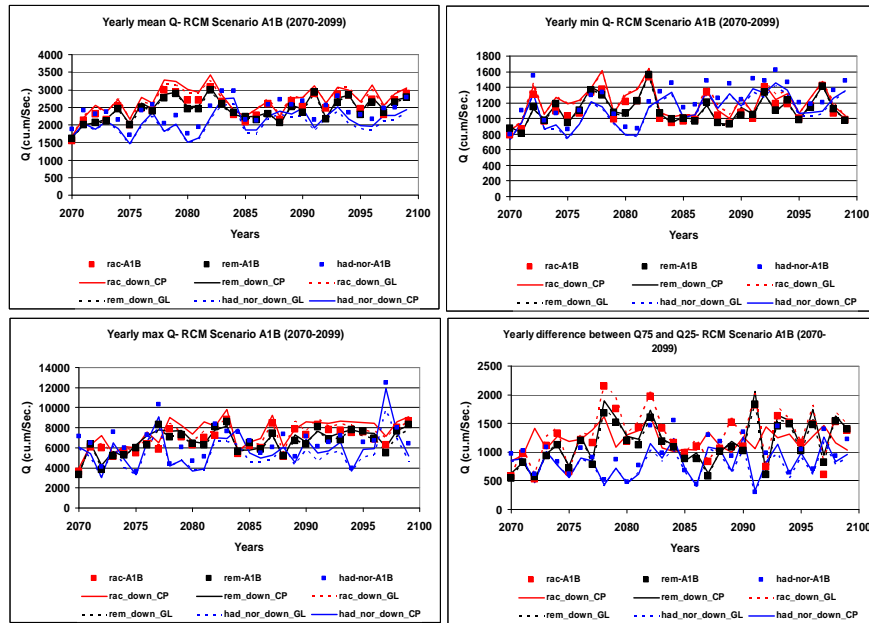 Yearly mean Q- RCM Scenario A1B (2070-2099)
Q (cu.m/Sec.)
4000
3500
3000
2500
2000
1500
1000
500
0
2070 2075 2080 2085 2090 2095 2100
Years
rac-A1B rem-A1B had-nor-A1B
rac_down_CP rem_down_CP rac_down_GL
rem_down_GL had_nor_down_GL had_nor_down_CP
Yearly min Q- RCM Scenario A1B (2070-2099)
Q (cu.m/Sec.)
1800
1600
1400
1200
1000
800
600
400
200
0
2070 2075 2080 2085 2090 2095 2100
Years
rac-A1B rem-A1B had-nor-A1B
rac_down_CP rem_down_CP rac_down_GL
rem_down_GL had_nor_down_GL had_nor_down_CP
Yearly max Q- RCM Scenario A1B (2070-2099)
Q (cu.m/Sec.)
14000
12000
10000
8000
6000
4000
2000
0
2070 2075 2080 2085 2090 2095 2100
Years
rac-A1B rem-A1B had-nor-A1B
rac_down_CP rem_down_CP rac_down_GL
rem_down_GL had_nor_down_GL had_nor_down_CP
Yearly difference between Q75 and Q25- RCM Scenario A1B (2070-
2099)
Q (cu.m/Sec.)
2500
2000
1500
1000
500
0
2070 2075 2080 2085 2090 2095 2100
Years
rac-A1B rem-A1B had-nor-A1B
rac_down_CP rem_down_CP rac_down_GL
rem_down_GL had_nor_down_GL had_nor_down_CP